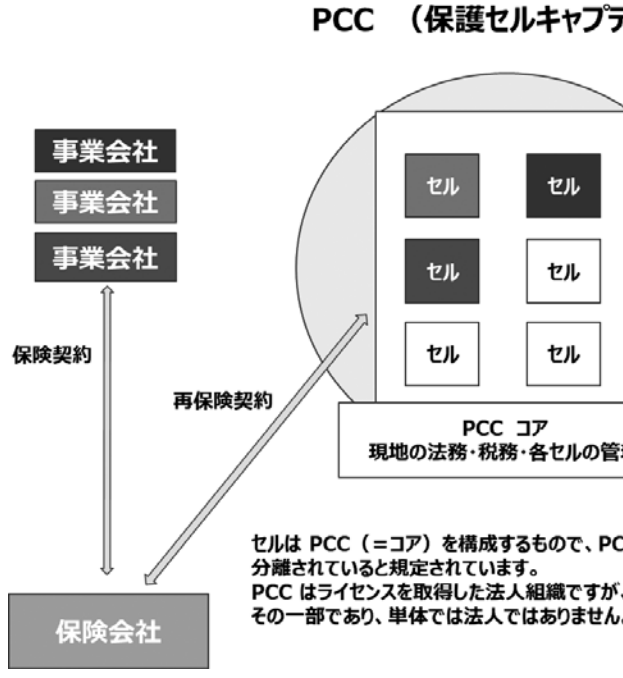 PCC （保護セルキャプテ
事業会社
事業会社
事業会社
セル セル
セル セル
セル セル
保険契約
再保険契約
PCC コア
現地の法務・税務・各セルの管
セルは PCC（＝コア）を構成するもので、PC
分離されていると規定されています。
PCC はライセンスを取得した法人組織ですが、
その一部であり、単体では法人ではありません。
保険会社